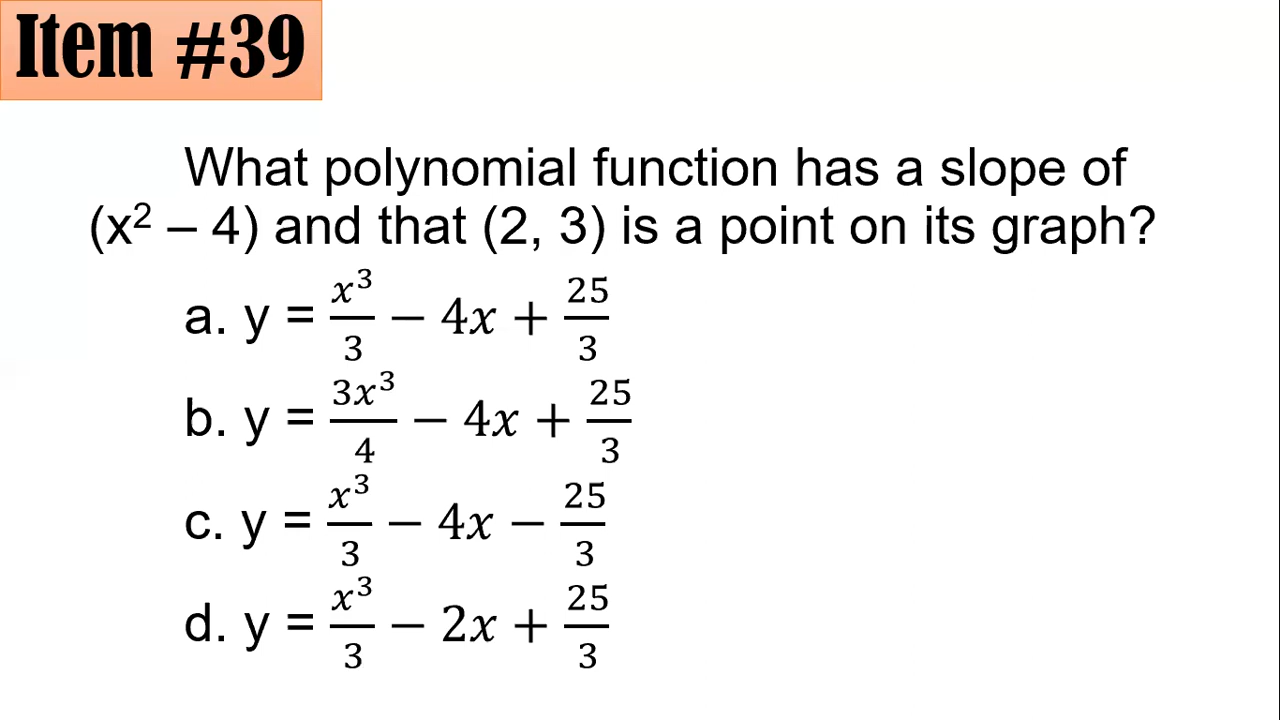 Item #39
What polynomial function has a slope of
(x² – 4) and that (2, 3) is a point on its graph?
a. y = x³/3 − 4x + 25/3
b. y = 3x³/4 − 4x + 25/3
c. y = x³/3 − 4x − 25/3
d. y = x³/3 − 2x + 25/3